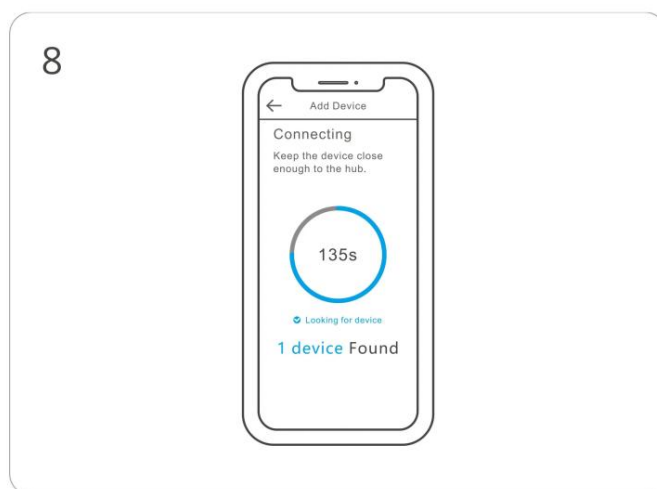 8
Add Device
Connecting
Keep the device close
enough to the hub.
135s
Looking for device
1 device Found